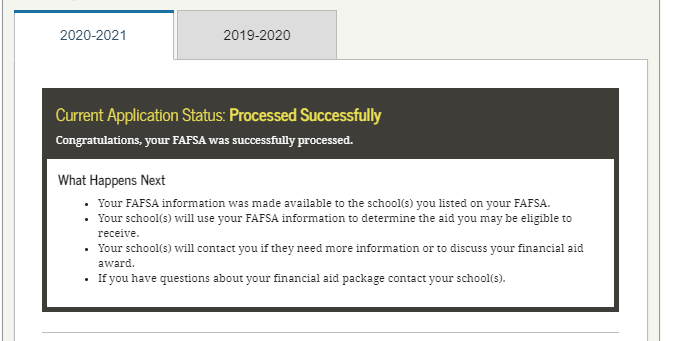 2020-2021
2019-2020
Current Application Status: Processed Successfully
Congratulations, your FAFSA was successfully processed.
What Happens Next
• Your FAFSA information was made available to the school(s) you listed on your FAFSA.
• Your school(s) will use your FAFSA information to determine the aid you may be eligible to
receive.
• Your school(s) will contact you if they need more information or to discuss your financial aid
award.
• If you have questions about your financial aid package contact your school(s).